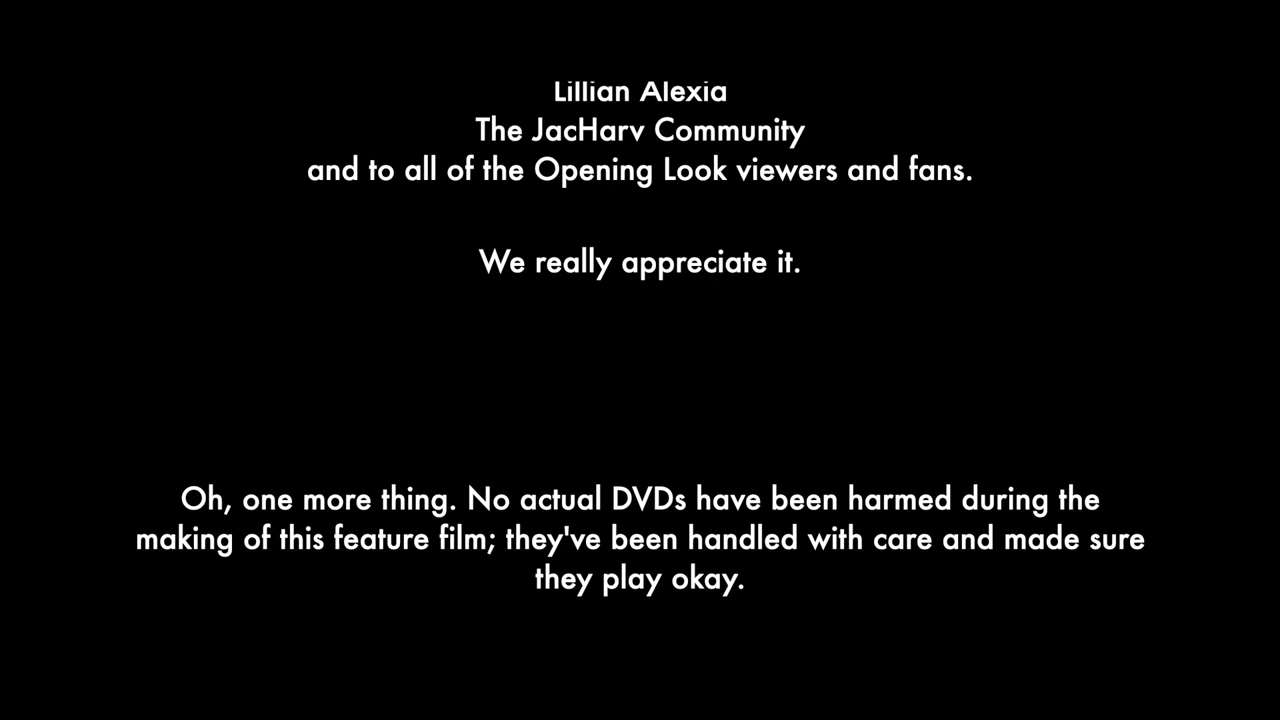 Lillian Alexia
The JacHarv Community
and to all of the Opening Look viewers and fans.
We really appreciate it.
Oh, one more thing. No actual DVDs have been harmed during the
making of this feature film; they've been handled with care and made sure
they play okay.